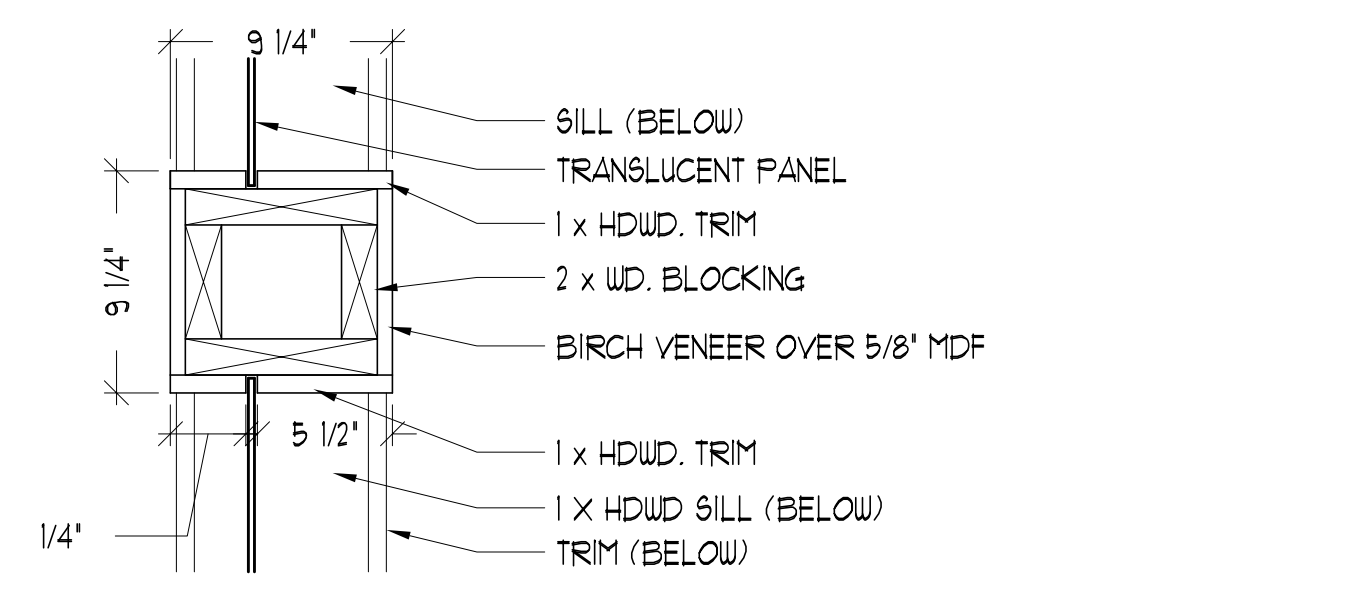 9 1/4"
SILL (BELOW)
TRANSLUCENT PANEL
1 x HDWD. TRIM
2 x WD. BLOCKING
9 1/4"
BIRCH VENEER OVER 5/8" MDF
5 1/2"
1 x HDWD. TRIM
1 X HDWD SILL (BELOW)
1/4"
TRIM (BELOW)